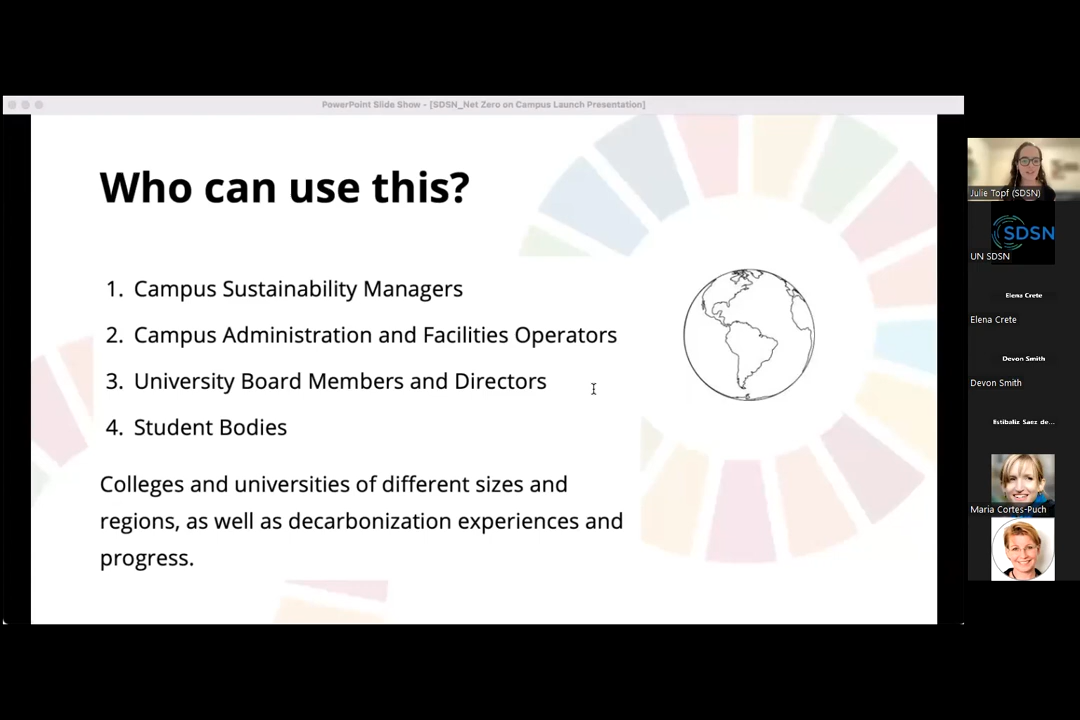 PowerPoint Slide Show - [SDSN_Net Zero on Campus Launch Presentation]
Who can use this?
1. Campus Sustainability Managers
2. Campus Administration and Facilities Operators
3. University Board Members and Directors
4. Student Bodies
Colleges and universities of different sizes and
regions, as well as decarbonization experiences and
progress.
Julie Topf (SDSN)
SDSN
UN SDSN
Elena Crete
Elena Crete
Devon Smith
Devon Smith
Estibaliz Saez de...
Maria Cortes-Puch